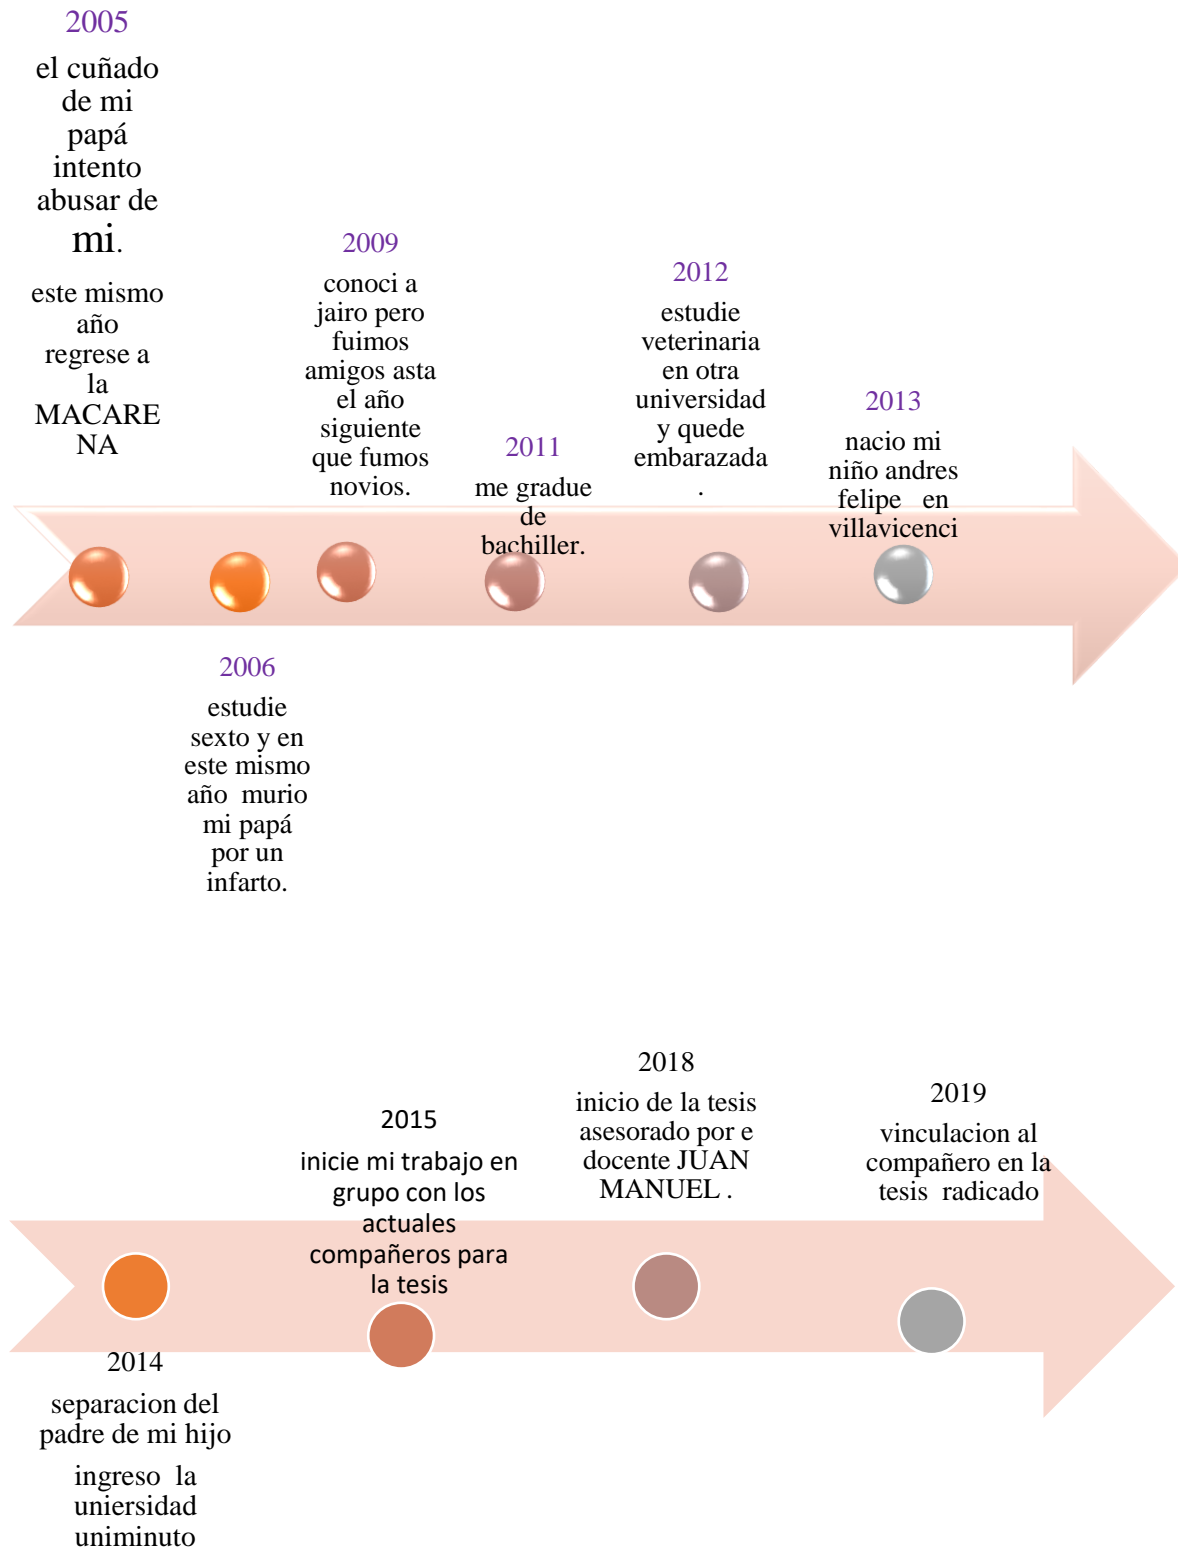 2005
el cuñado
de mi
papá
intento
abusar de
mi.
este mismo
año
regrese a
la
MACARE
NA
2006
estudie
sexto y en
este mismo
año murio
mi papá
por un
infarto.
2009
conoci a
jairo pero
fuimos
amigos asta
el año
siguiente
que fumos
novios.
2011
me gradue
de
bachiller.
2012
estudie
veterinaria
en otra
universidad
y quede
embarazada
.
2013
nacio mi
niño andres
felipe en
villavicenci
2014
separacion del
padre de mi hijo
ingreso la
uniersidad
uniminuto
2015
inicie mi trabajo en
grupo con los
actuales
compañeros para
la tesis
2018
inicio de la tesis
asesorado por e
docente JUAN
MANUEL .
2019
vinculacion al
compañero en la
tesis radicado